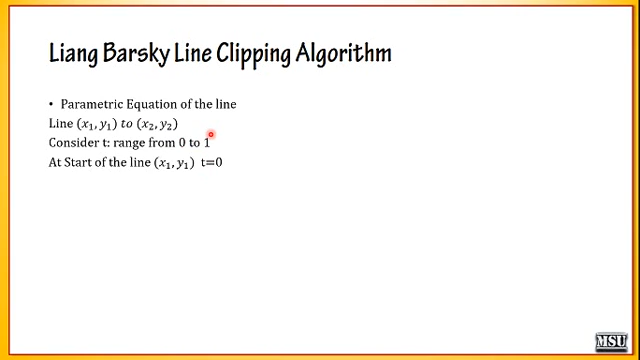 Liang Barsky Line Clipping Algorithm
• Parametric Equation of the line
Line (x₁, y₁) to (x₂, y₂)
Consider t: range from 0 to 1
At Start of the line (x₁, y₁) t=0
MSU